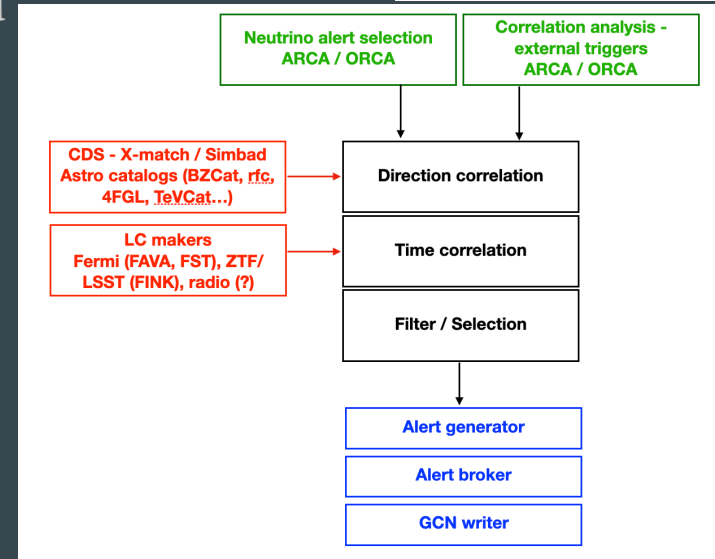 Neutrino alert selection
ARCA / ORCA
Correlation analysis -
external triggers
ARCA / ORCA
CDS - X-match / Simbad
Astro catalogs (BZCat, rfc,
4FGL, TeVCat...)
Direction correlation
LC makers
Fermi (FAVA, FST), ZTF/
LSST (FINK), radio (?)
Time correlation
Filter / Selection
Alert generator
Alert broker
GCN writer